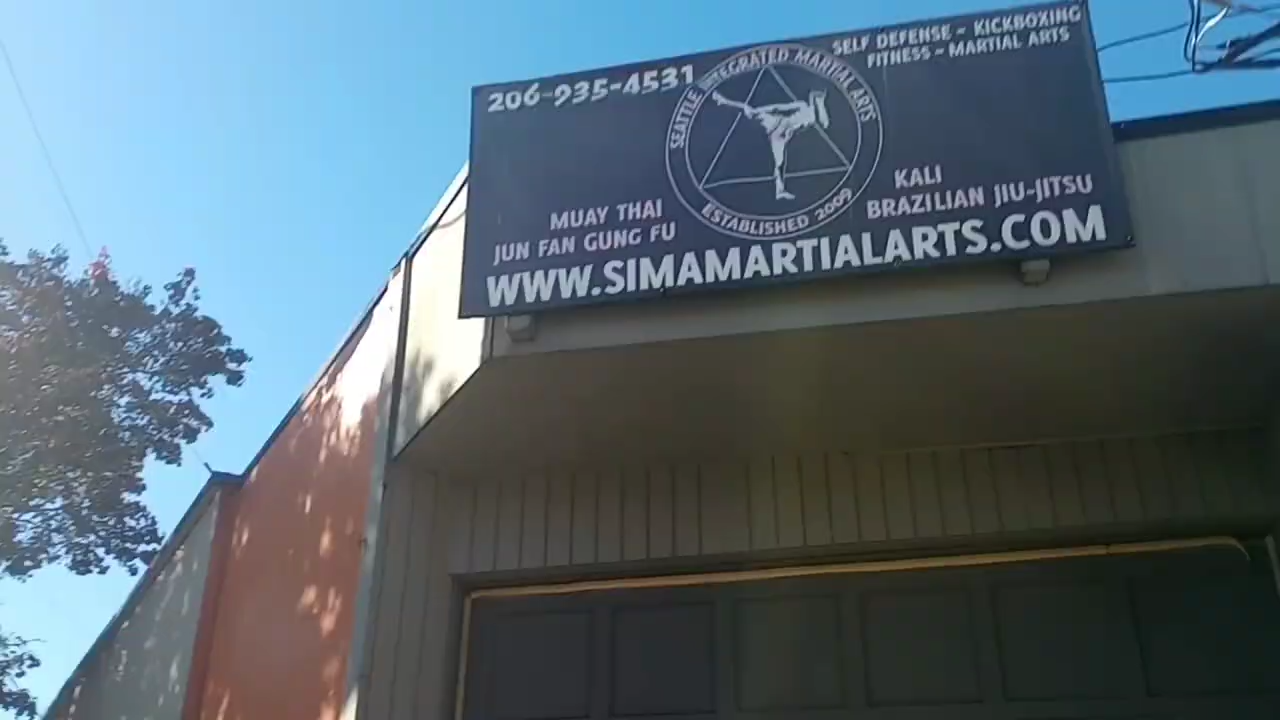 206-935-4531
SEATTLE INTEGRATED MARTIAL ARTS
ESTABLISHED 2009
SELF DEFENSE ~ KICKBOXING
FITNESS ~ MARTIAL ARTS
MUAY THAI
JUN FAN GUNG FU
KALI
BRAZILIAN JIU-JITSU
WWW.SIMAMARTIALARTS.COM